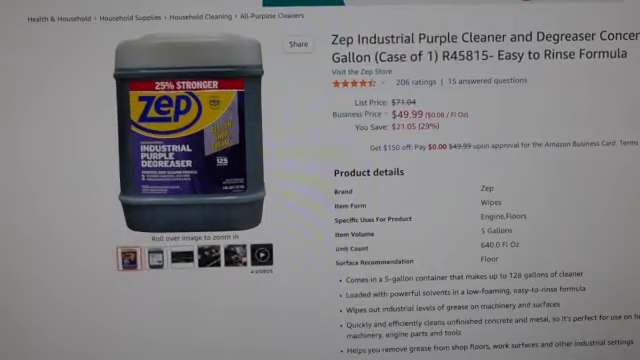 Health & Household › Household Supplies › Household Cleaning › All-Purpose Cleaners
Share
Zep Industrial Purple Cleaner and Degreaser Concen
Gallon (Case of 1) R45815- Easy to Rinse Formula
Visit the Zep Store
206 ratings | 15 answered questions
List Price: $71.04
Business Price $49.99 ($0.08 / Fl Oz)
You Save: $21.05 (29%)
Get $150 off: Pay $0.00 $49.99 upon approval for the Amazon Business Card. Terms
Product details
Brand Zep
Item Form Wipes
Specific Uses For Product Engine,Floors
Item Volume 5 Gallons
Unit Count 640.0 Fl Oz
Surface Recommendation Floor
• Comes in a 5-gallon container that makes up to 128 gallons of cleaner
• Loaded with powerful solvents in a low-foaming, easy-to-rinse formula
• Wipes out industrial levels of grease on machinery and surfaces
• Quickly and efficiently cleans unfinished concrete and metal, so it's perfect for use on
machinery, engine parts and tools
• Helps you remove grease from shop floors, work surfaces and other industrial settings
25% STRONGER
Zep
INDUSTRIAL
PURPLE
DEGREASER
125
Roll over image to zoom in
4 VIDEOS